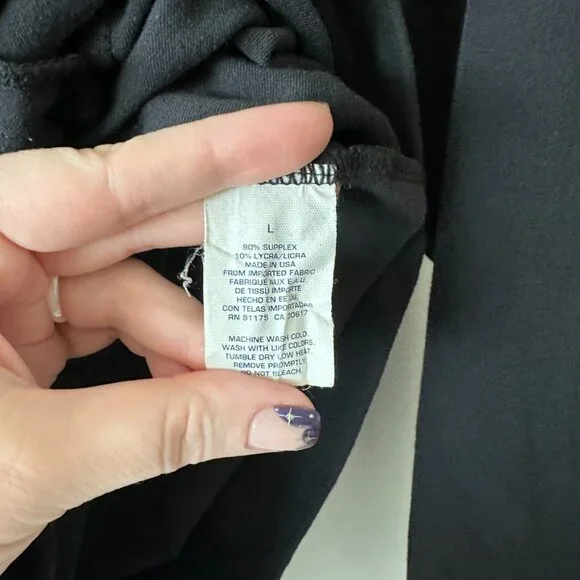 L
90% SUPLEX
10% LYCRA/LICRA
MADE IN USA
FROM IMPORTED FABRIC
FABRIQUE AUX E.U.
DE TISSU IMPORTE
HECHO EN EE.UU.
CON TELAS IMPORTADAS
RN 91175 CA 30617
MACHINE WASH COLD
WASH WITH LIKE COLORS,
TUMBLE DRY LOW HEAT,
REMOVE PROMPTLY,
DO NOT BLEACH.